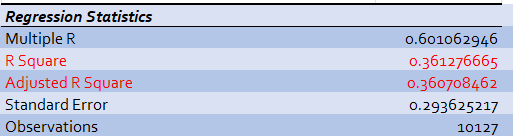 Regression Statistics
Multiple R 0.601062946
R Square 0.361276665
Adjusted R Square 0.360708462
Standard Error 0.293625217
Observations 10127